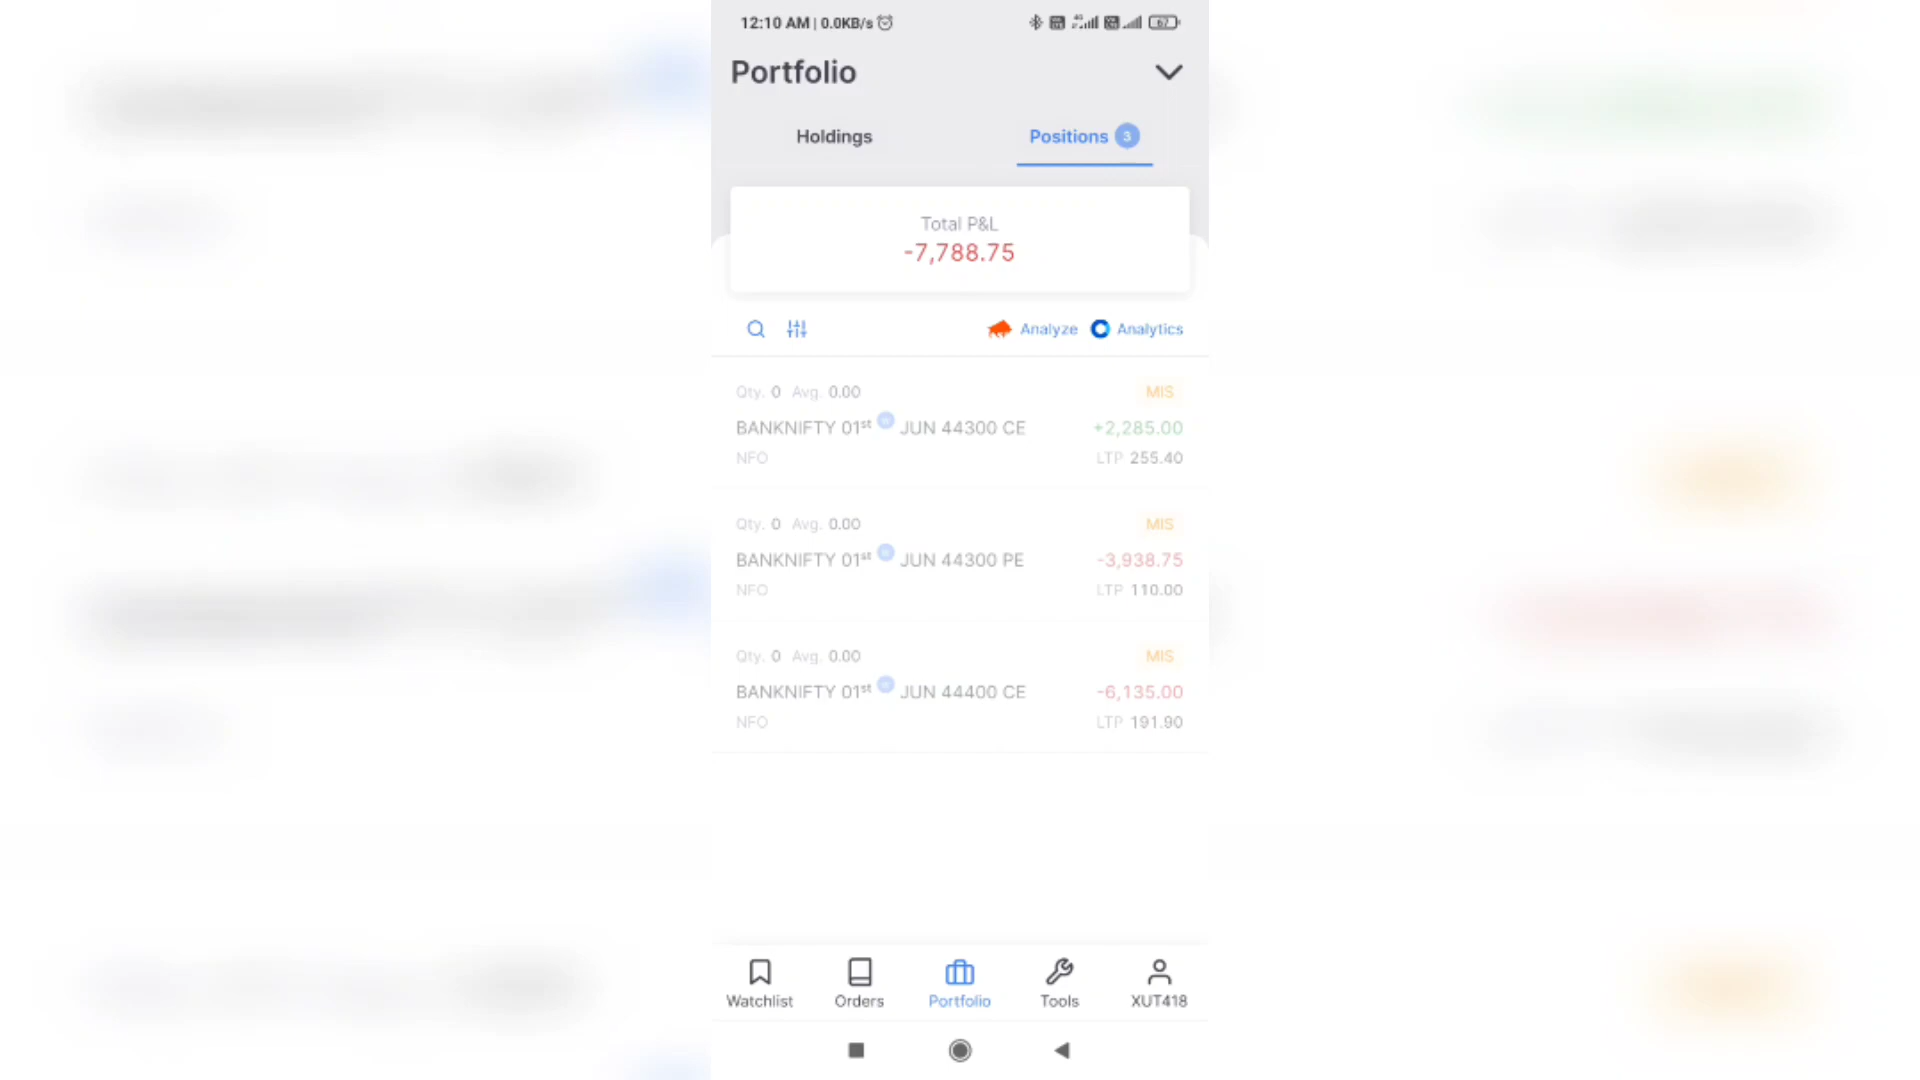 12:10 AM | 0.0KB/s
Portfolio
Holdings
Positions 3
Total P&L
-7,788.75
Analyze
Analytics
Qty. 0 Avg. 0.00
MIS
BANKNIFTY 01st W JUN 44300 CE
+2,285.00
NFO
LTP 255.40
Qty. 0 Avg. 0.00
MIS
BANKNIFTY 01st W JUN 44300 PE
-3,938.75
NFO
LTP 110.00
Qty. 0 Avg. 0.00
MIS
BANKNIFTY 01st W JUN 44400 CE
-6,135.00
NFO
LTP 191.90
Watchlist
Orders
Portfolio
Tools
XUT418